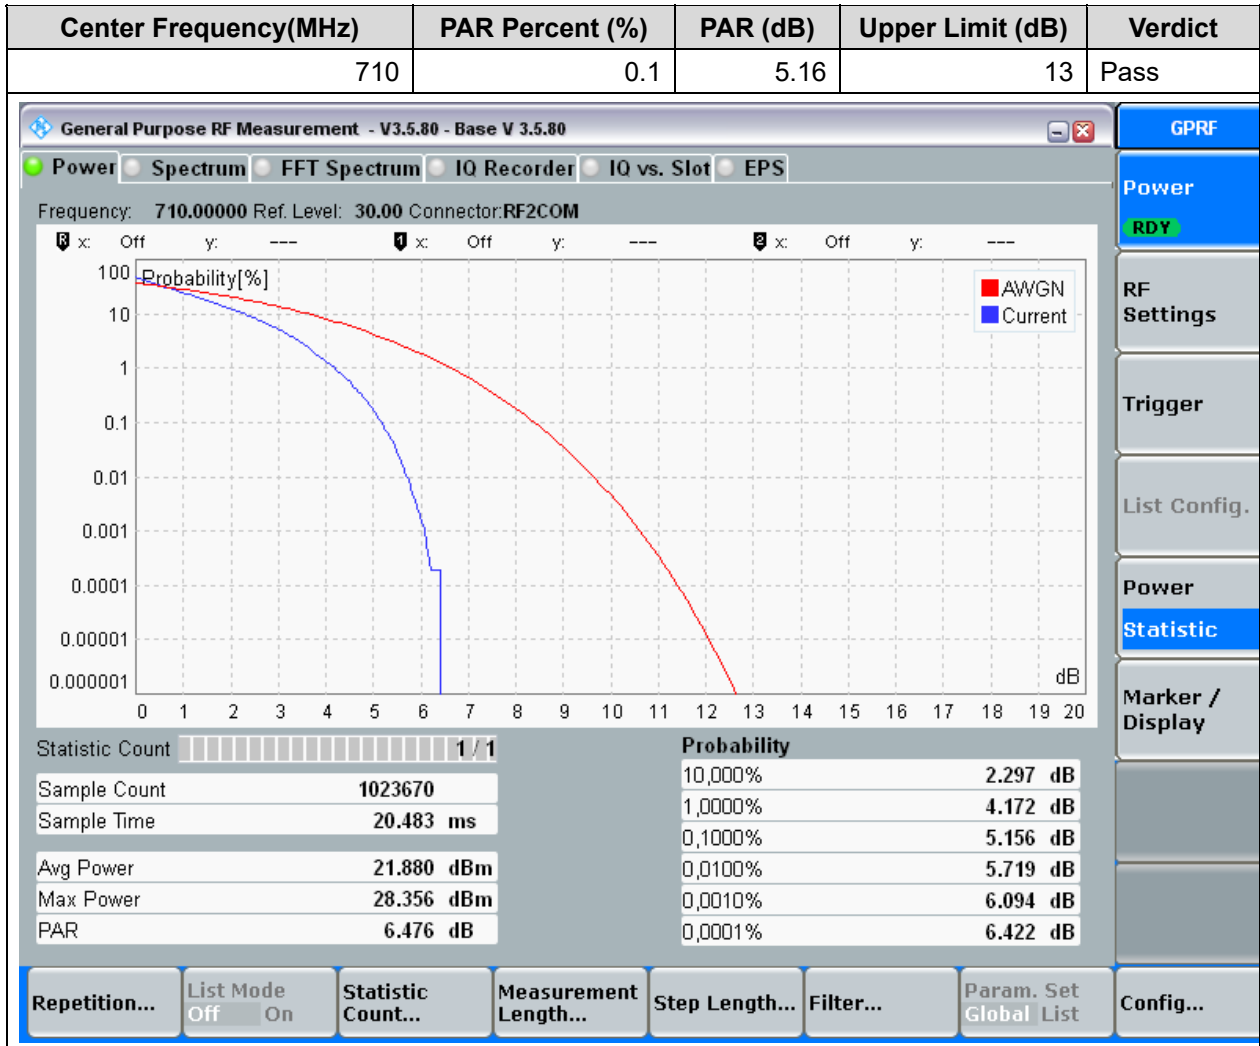 Center Frequency(MHz) PAR Percent (%) PAR (dB) Upper Limit (dB) Verdict
710 0.1 5.16 13 Pass
General Purpose RF Measurement - V3.5.80 - Base V 3.5.80
GPRF
Power Spectrum FFT Spectrum IQ Recorder IQ vs. Slot EPS
Frequency: 710.00000 Ref. Level: 30.00 Connector:RF2COM
R x: Off y: --- 1 x: Off y: --- 2 x: Off y: ---
Probability[%]
AWGN
Current
100
10
1
0.1
0.01
0.001
0.0001
0.00001
0.000001
dB
0 1 2 3 4 5 6 7 8 9 10 11 12 13 14 15 16 17 18 19 20
Statistic Count 1 / 1
Sample Count 1023670
Sample Time 20.483 ms
Avg Power 21.880 dBm
Max Power 28.356 dBm
PAR 6.476 dB
Probability
10,000% 2.297 dB
1,0000% 4.172 dB
0,1000% 5.156 dB
0,0100% 5.719 dB
0,0010% 6.094 dB
0,0001% 6.422 dB
Power
RDY
RF
Settings
Trigger
List Config.
Power
Statistic
Marker /
Display
Repetition...
List Mode
Off On
Statistic
Count...
Measurement
Length...
Step Length...
Filter...
Param. Set
Global List
Config...